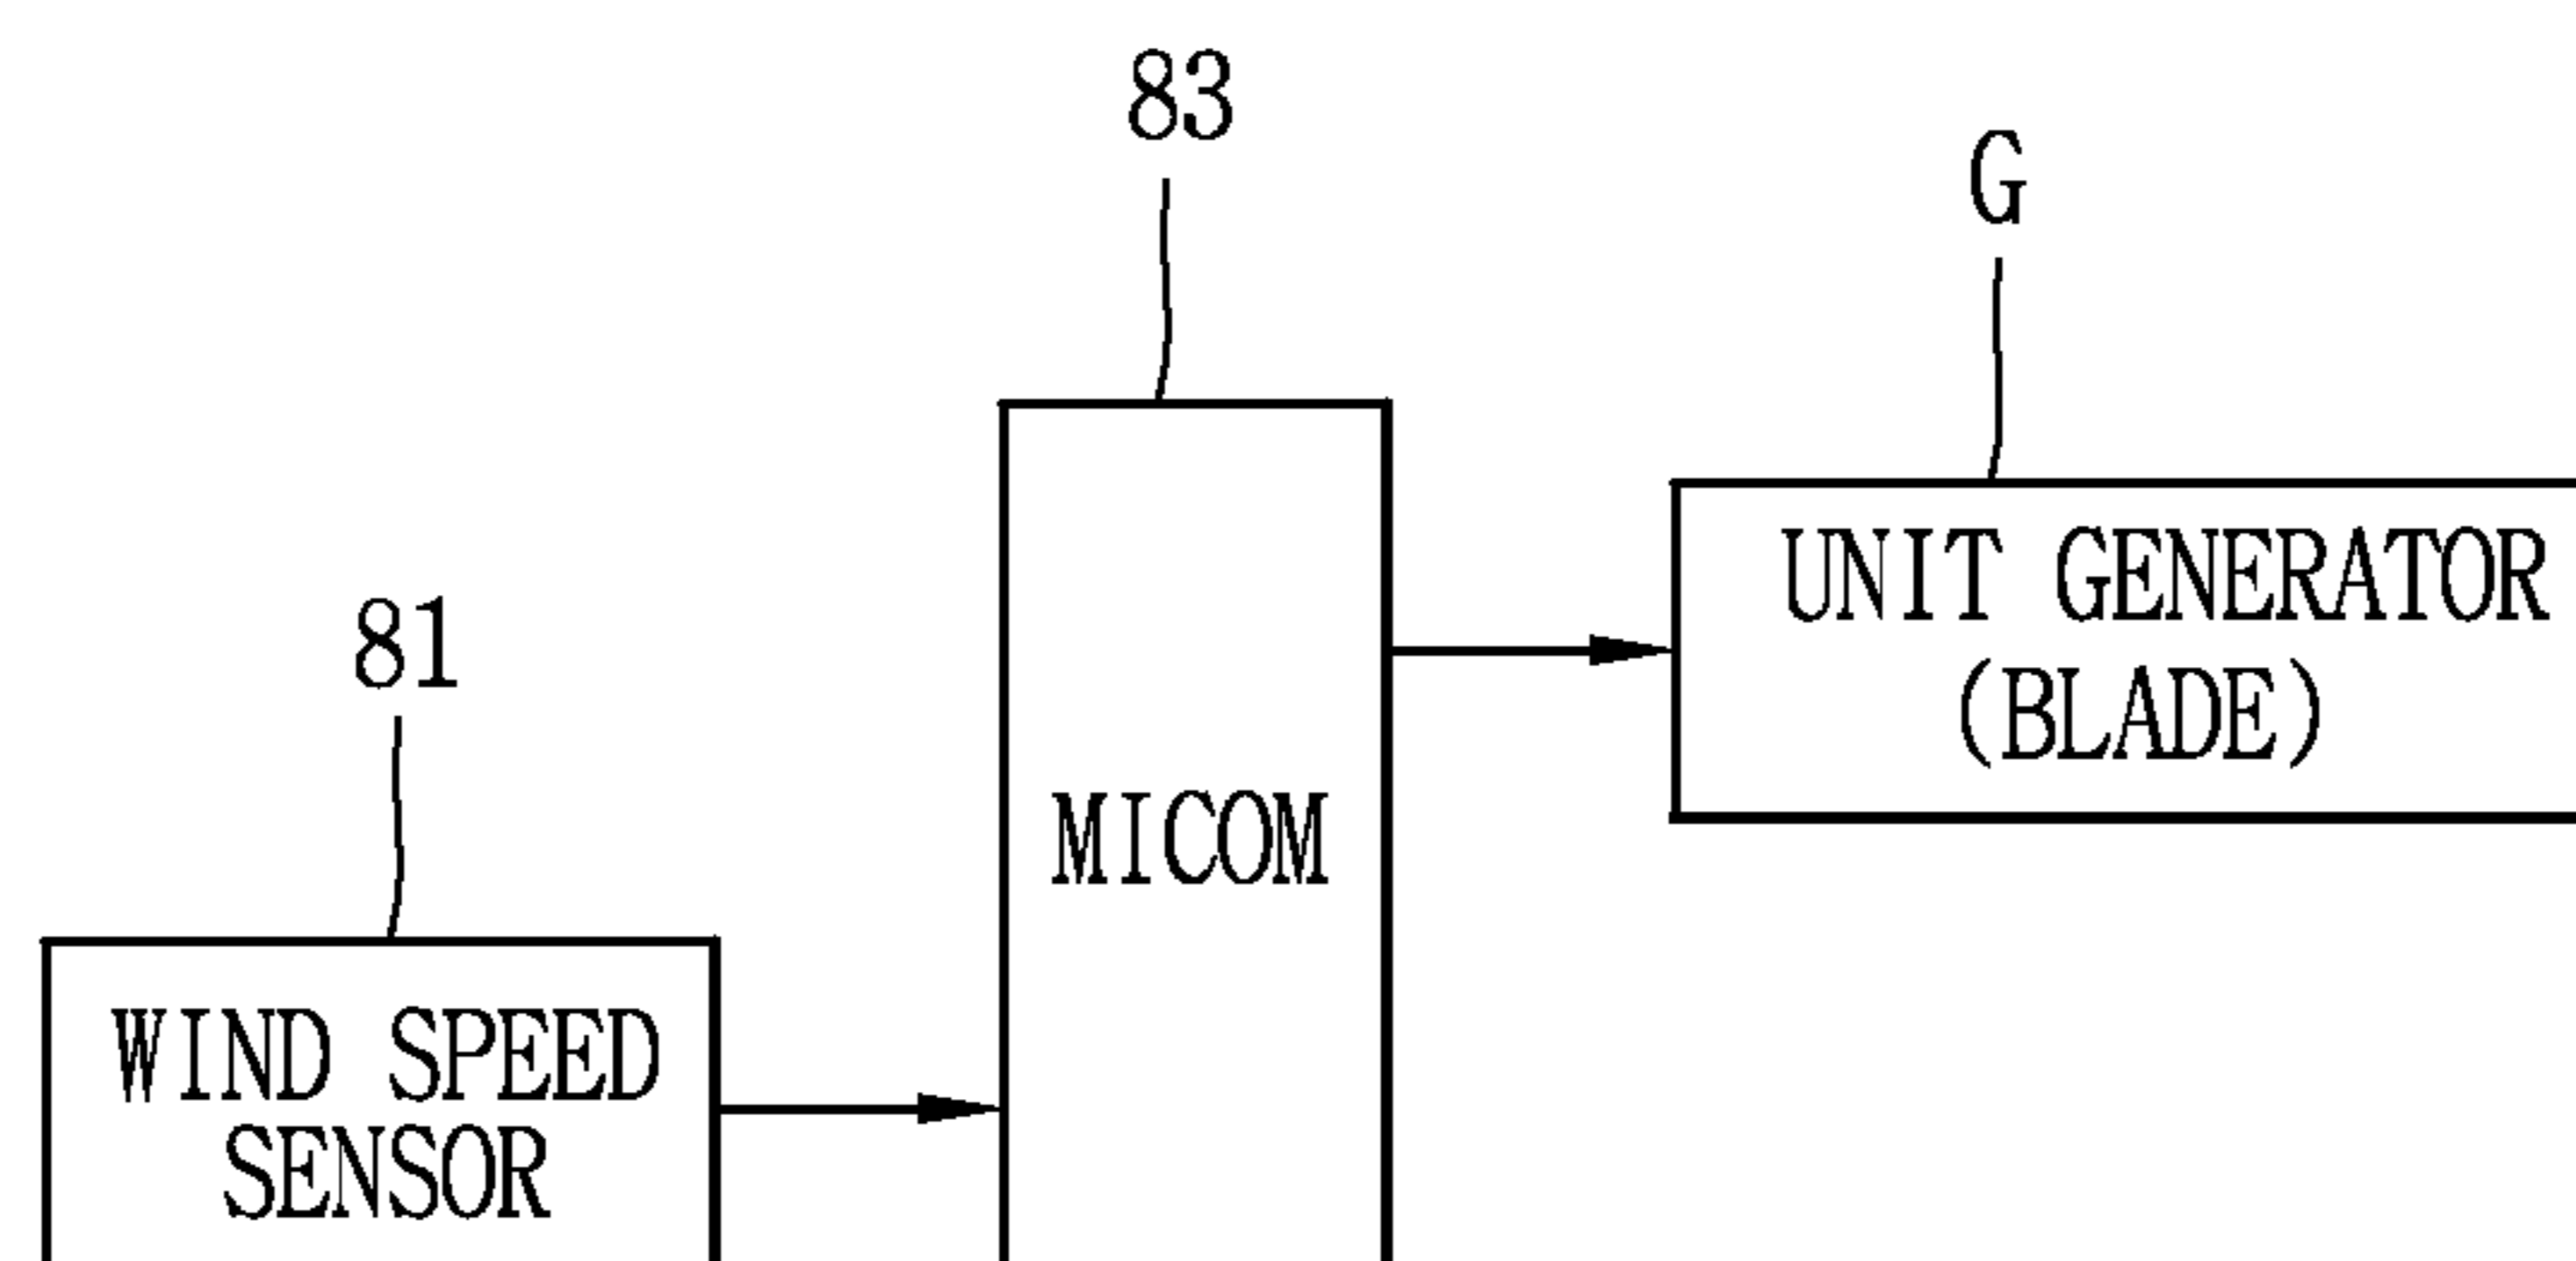 83
G
UNIT GENERATOR
(BLADE)
81
MICOM
WIND SPEED
SENSOR